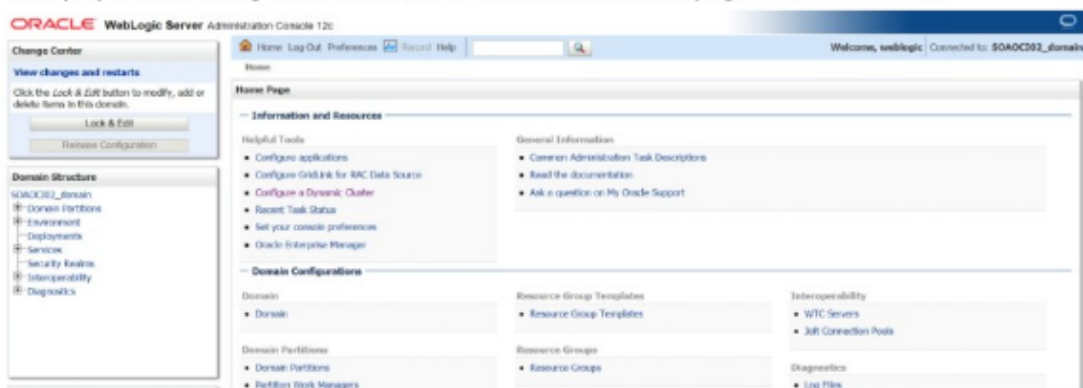 ORACLE WebLogic Server Administration Console 12c
Change Center
View changes and restarts
Click the Lock & Edit button to modify, add or
delete items in this domain.
Lock & Edit
Release Configuration
Domain Structure
SOAOCI02_domain
Domain Partitions
Environment
Deployments
Services
Security Realms
Interoperability
Diagnostics
Home Log Out Preferences Record Help
Welcome, weblogic Connected to: SOAOCI02_domain
Home
Home Page
Information and Resources
Helpful Tools
Configure applications
Configure GridLink for RAC Data Source
Configure a Dynamic Cluster
Recent Task Status
Set your console preferences
Oracle Enterprise Manager
General Information
Common Administration Task Descriptions
Read the documentation
Ask a question on My Oracle Support
Domain Configurations
Domain
Domain
Resource Group Templates
Resource Group Templates
Interoperability
WTC Servers
Jolt Connection Pools
Domain Partitions
Domain Partitions
Partition Work Managers
Resource Groups
Resource Groups
Diagnostics
Log Files